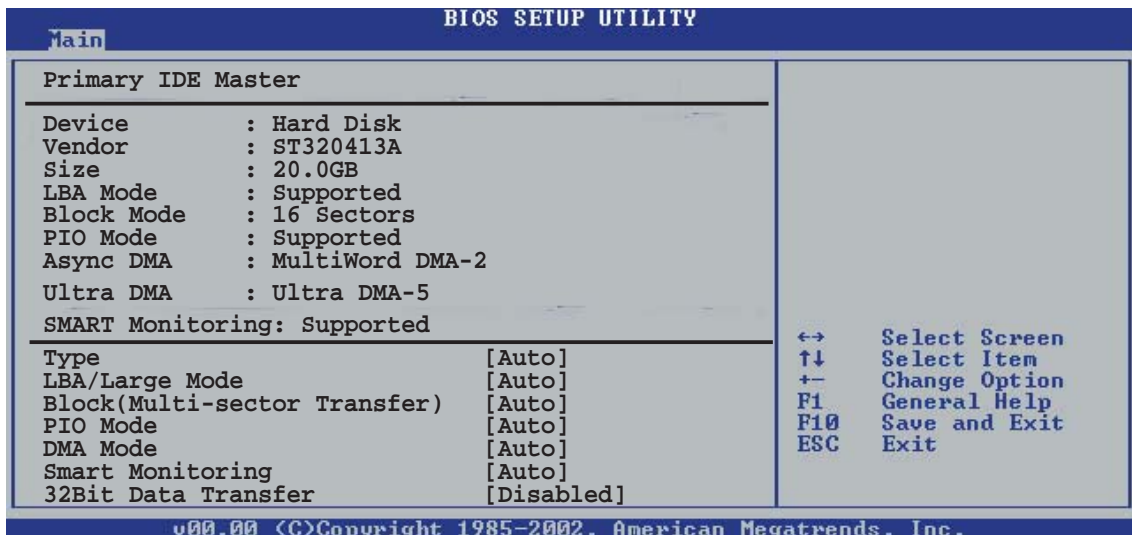 BIOS SETUP UTILITY
Main
Primary IDE Master
Device : Hard Disk
Vendor : ST320413A
Size : 20.0GB
LBA Mode : Supported
Block Mode : 16 Sectors
PIO Mode : Supported
Async DMA : MultiWord DMA-2
Ultra DMA : Ultra DMA-5
SMART Monitoring: Supported
Type [Auto]
LBA/Large Mode [Auto]
Block(Multi-sector Transfer) [Auto]
PIO Mode [Auto]
DMA Mode [Auto]
Smart Monitoring [Auto]
32Bit Data Transfer [Disabled]
←→ Select Screen
↑↓ Select Item
+- Change Option
F1 General Help
F10 Save and Exit
ESC Exit
v00.00 (C)Copyright 1985-2002, American Megatrends, Inc.